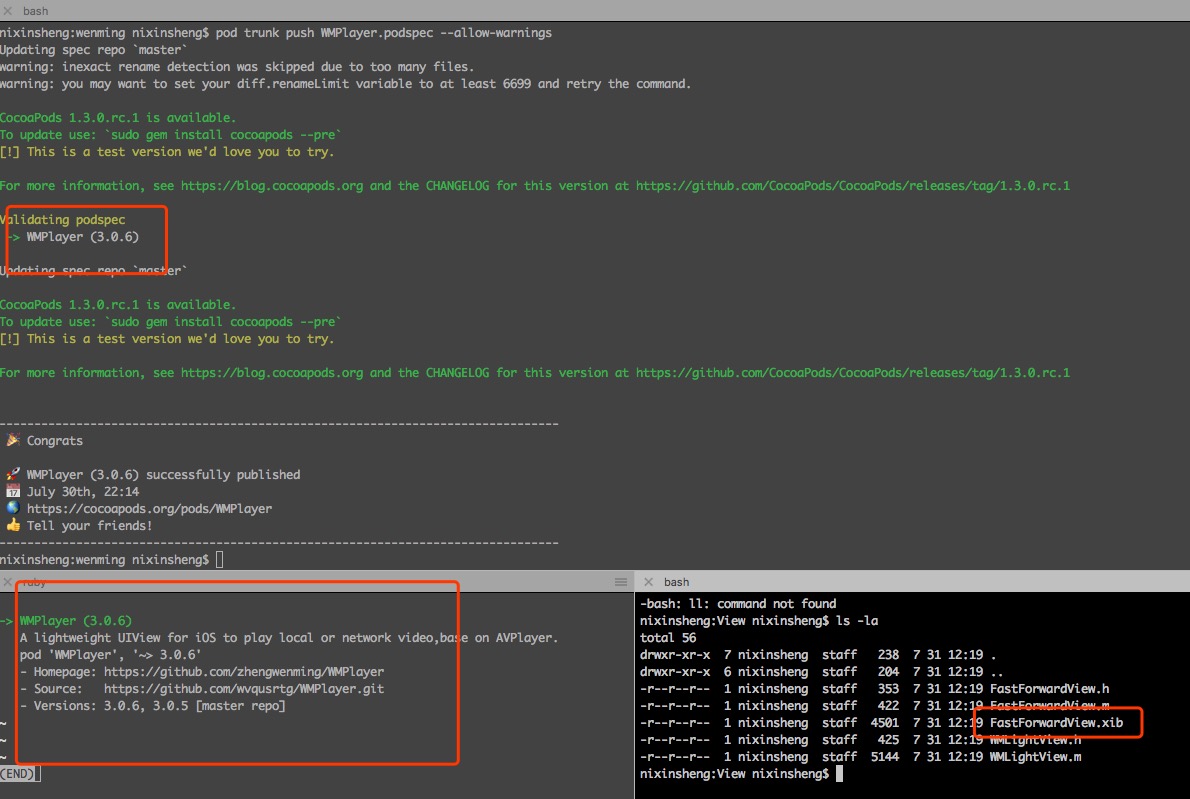 bash
nixinsheng:wenming nixinsheng$ pod trunk push WMPlayer.podspec --allow-warnings
Updating spec repo `master`
warning: inexact rename detection was skipped due to too many files.
warning: you may want to set your diff.renameLimit variable to at least 6699 and retry the command.
CocoaPods 1.3.0.rc.1 is available.
To update use: `sudo gem install cocoapods --pre`
[!] This is a test version we'd love you to try.
For more information, see https://blog.cocoapods.org and the CHANGELOG for this version at https://github.com/CocoaPods/CocoaPods/releases/tag/1.3.0.rc.1
Validating podspec
-> WMPlayer (3.0.6)
Updating spec repo `master`
CocoaPods 1.3.0.rc.1 is available.
To update use: `sudo gem install cocoapods --pre`
[!] This is a test version we'd love you to try.
For more information, see https://blog.cocoapods.org and the CHANGELOG for this version at https://github.com/CocoaPods/CocoaPods/releases/tag/1.3.0.rc.1
--------------------------------------------------------------------------------
🎉 Congrats
🚀 WMPlayer (3.0.6) successfully published
📅 July 30th, 22:14
🌎 https://cocoapods.org/pods/WMPlayer
👍 Tell your friends!
--------------------------------------------------------------------------------
nixinsheng:wenming nixinsheng$
ruby
-> WMPlayer (3.0.6)
A lightweight UIView for iOS to play local or network video,base on AVPlayer.
pod 'WMPlayer', '~> 3.0.6'
- Homepage: https://github.com/zhengwenming/WMPlayer
- Source:   https://github.com/wvqusrtg/WMPlayer.git
- Versions: 3.0.6, 3.0.5 [master repo]
~
~
~
(END)
bash
-bash: ll: command not found
nixinsheng:View nixinsheng$ ls -la
total 56
drwxr-xr-x  7 nixinsheng  staff   238  7 31 12:19 .
drwxr-xr-x  6 nixinsheng  staff   204  7 31 12:19 ..
-r--r--r--  1 nixinsheng  staff   353  7 31 12:19 FastForwardView.h
-r--r--r--  1 nixinsheng  staff   422  7 31 12:19 FastForwardView.m
-r--r--r--  1 nixinsheng  staff  4501  7 31 12:19 FastForwardView.xib
-r--r--r--  1 nixinsheng  staff   425  7 31 12:19 WMLightView.h
-r--r--r--  1 nixinsheng  staff  5144  7 31 12:19 WMLightView.m
nixinsheng:View nixinsheng$